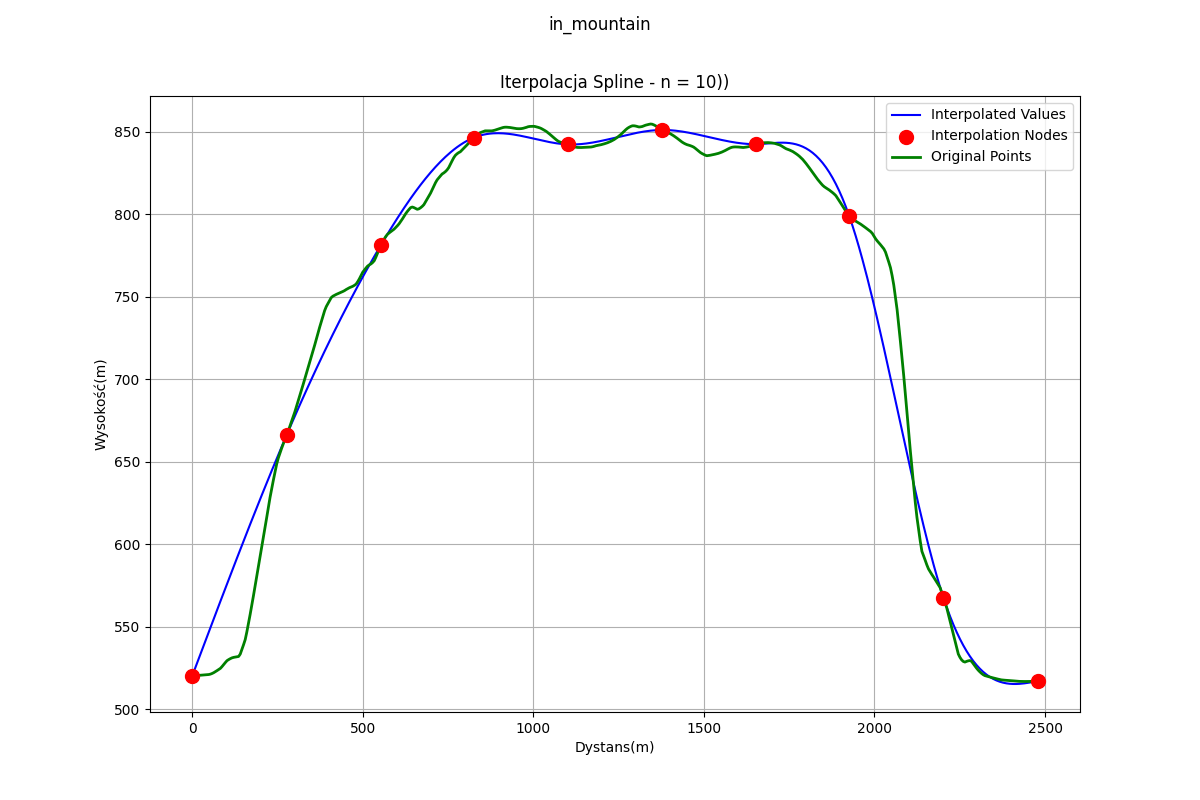 in_mountain
Iterpolacja Spline - n = 10))
Interpolated Values
Interpolation Nodes
Original Points
850
800
750
700
650
600
550
500
Wysokość(m)
0 500 1000 1500 2000 2500
Dystans(m)